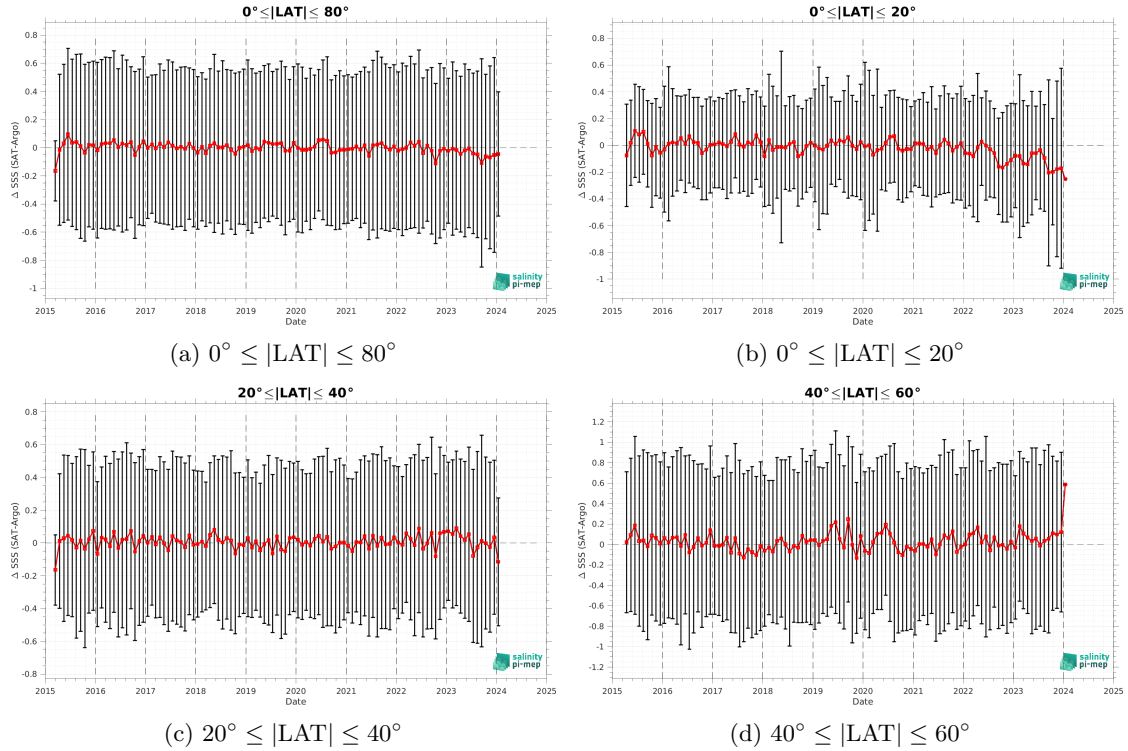 0°≤|LAT|≤ 80°
Δ SSS (SAT-Argo)
0.8
0.6
0.4
0.2
0
-0.2
-0.4
-0.6
-0.8
-1
2015 2016 2017 2018 2019 2020 2021 2022 2023 2024 2025
Date
salinity
pi-mep
(a) 0° ≤ |LAT| ≤ 80°
0°≤|LAT|≤ 20°
Δ SSS (SAT-Argo)
0.8
0.6
0.4
0.2
0
-0.2
-0.4
-0.6
-0.8
-1
2015 2016 2017 2018 2019 2020 2021 2022 2023 2024 2025
Date
salinity
pi-mep
(b) 0° ≤ |LAT| ≤ 20°
20°≤|LAT|≤ 40°
Δ SSS (SAT-Argo)
0.8
0.6
0.4
0.2
0
-0.2
-0.4
-0.6
-0.8
2015 2016 2017 2018 2019 2020 2021 2022 2023 2024 2025
Date
salinity
pi-mep
(c) 20° ≤ |LAT| ≤ 40°
40°≤|LAT|≤ 60°
Δ SSS (SAT-Argo)
1.2
1
0.8
0.6
0.4
0.2
0
-0.2
-0.4
-0.6
-0.8
-1
-1.2
2015 2016 2017 2018 2019 2020 2021 2022 2023 2024 2025
Date
salinity
pi-mep
(d) 40° ≤ |LAT| ≤ 60°